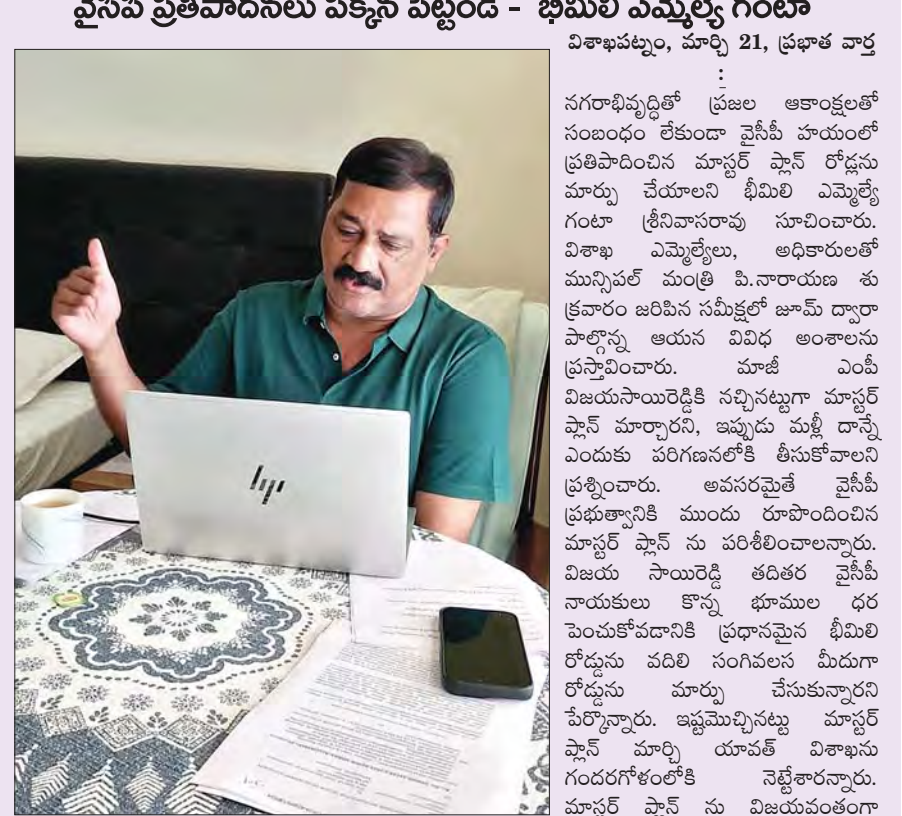 వైసీపీ ప్రతిపాదనలు పక్కన పెట్టండి - భీమిలి ఎమ్మెల్యే గంటా
విశాఖపట్నం, మార్చి 21, ప్రభాత వార్త
:
నగరాభివృద్ధితో ప్రజల ఆకాంక్షలతో
సంబంధం లేకుండా వైసీపీ హయంలో
ప్రతిపాదించిన మాస్టర్ ప్లాన్ రోడ్లను
మార్పు చేయాలని భీమిలి ఎమ్మెల్యే
గంటా శ్రీనివాసరావు సూచించారు.
విశాఖ ఎమ్మెల్యేలు, అధికారులతో
మున్సిపల్ మంత్రి పి.నారాయణ శు
క్రవారం జరిపిన సమీక్షలో జూమ్ ద్వారా
పాల్గొన్న ఆయన వివిధ అంశాలను
ప్రస్తావించారు. మాజీ ఎంపీ
విజయసాయిరెడ్డికి నచ్చినట్టుగా మాస్టర్
ప్లాన్ మార్చారని, ఇప్పుడు మళ్లీ దాన్నే
ఎందుకు పరిగణనలోకి తీసుకోవాలని
ప్రశ్నించారు. అవసరమైతే వైసీపీ
ప్రభుత్వానికి ముందు రూపొందించిన
మాస్టర్ ప్లాన్ ను పరిశీలించాలన్నారు.
విజయ సాయిరెడ్డి తదితర వైసీపీ
నాయకులు కొన్న భూముల ధర
పెంచుకోవడానికి ప్రధానమైన భీమిలి
రోడ్డును వదిలి సంగివలస మీదుగా
రోడ్డును మార్పు చేసుకున్నారని
పేర్కొన్నారు. ఇష్టమొచ్చినట్టు మాస్టర్
ప్లాన్ మార్చి యావత్ విశాఖను
గందరగోళంలోకి నెట్టేశారన్నారు.
మాస్టర్ ప్లాన్ ను విజయవంతంగా
hp